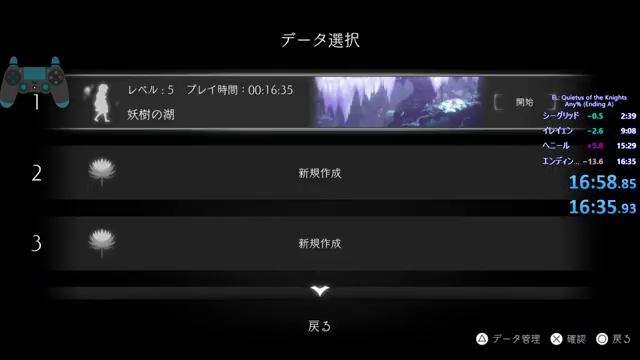 データ選択
1
レベル : 5 プレイ時間 : 00:16:35
妖樹の湖
開始
2
新規作成
3
新規作成
戻る
データ管理
確認
戻る
EL: Quietus of the Knights
Any% (Ending A)
シーグリッド -0.5 2:39
イレイェン -2.6 9:08
ヘニール +5.8 15:29
エンディン... -13.6 16:35
16:58.85
16:35.93